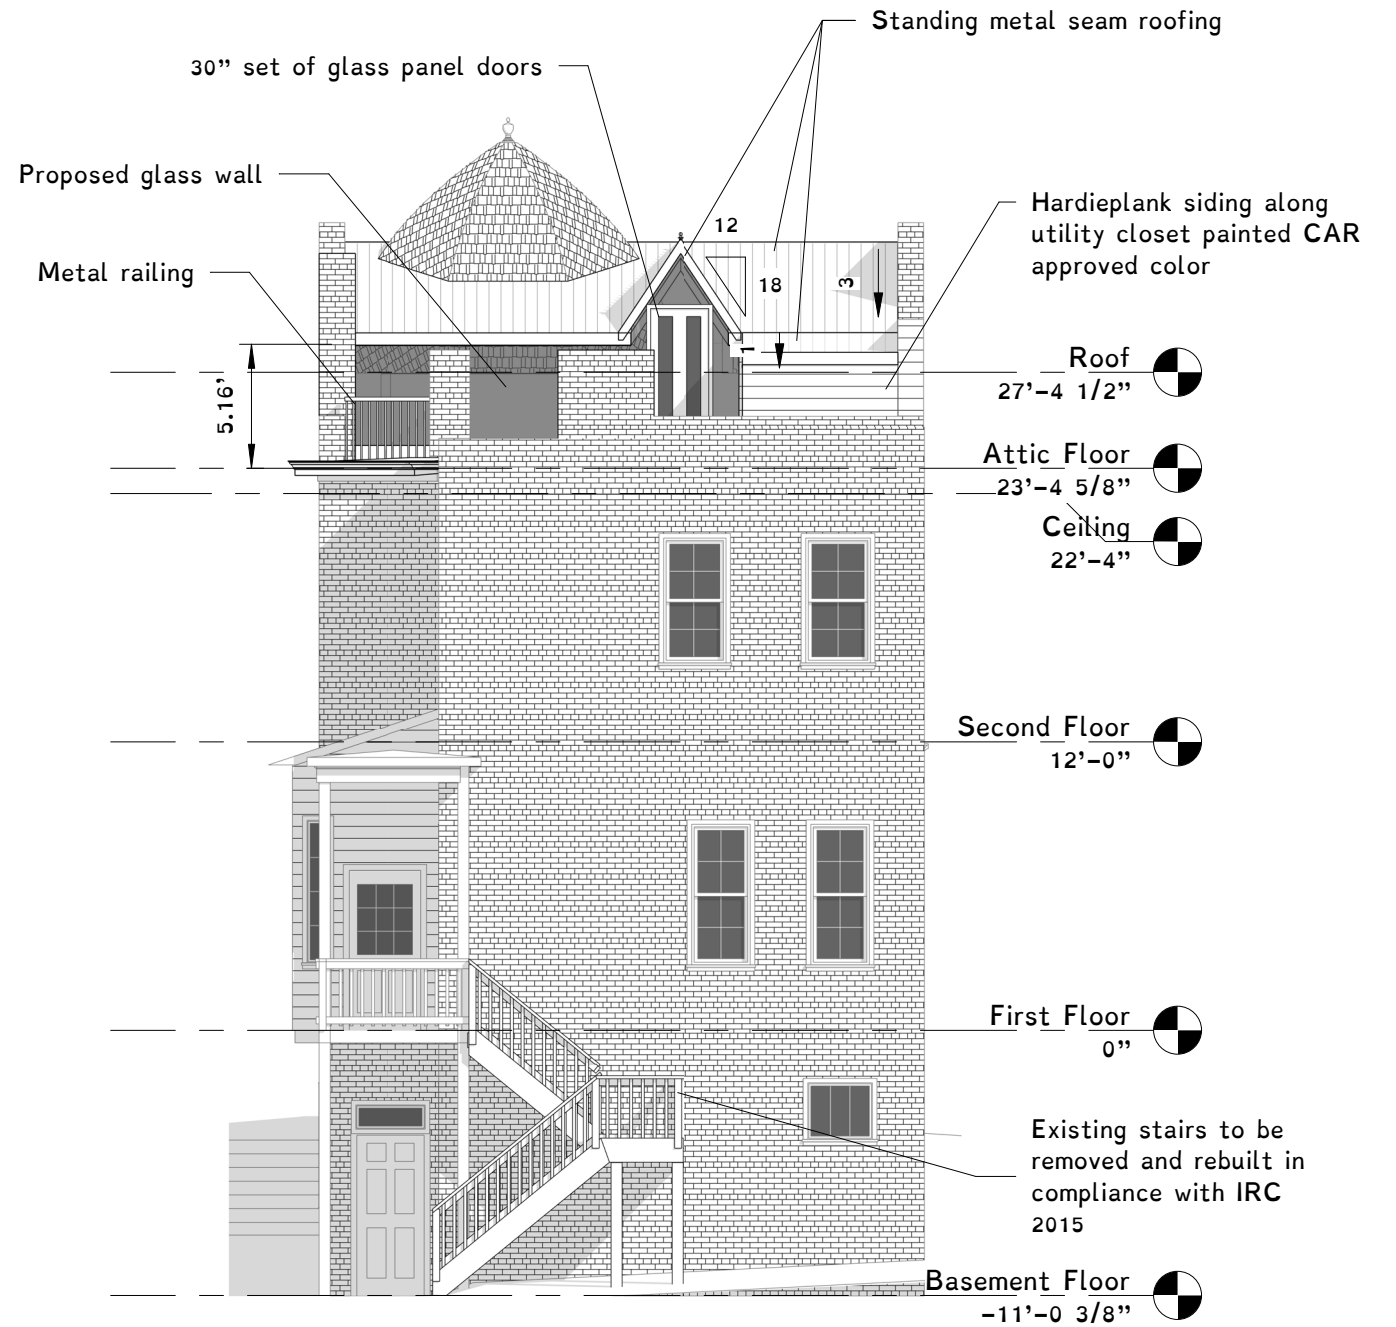 Standing metal seam roofing
30” set of glass panel doors
Proposed glass wall
Hardieplank siding along
utility closet painted CAR
approved color
12
Metal railing
18
3
1
Roof
27’–4 1/2”
5.16’
Attic Floor
23’–4 5/8”
Ceiling
22’–4”
Second Floor
12’–0”
First Floor
0”
Existing stairs to be
removed and rebuilt in
compliance with IRC
2015
Basement Floor
–11’–0 3/8”